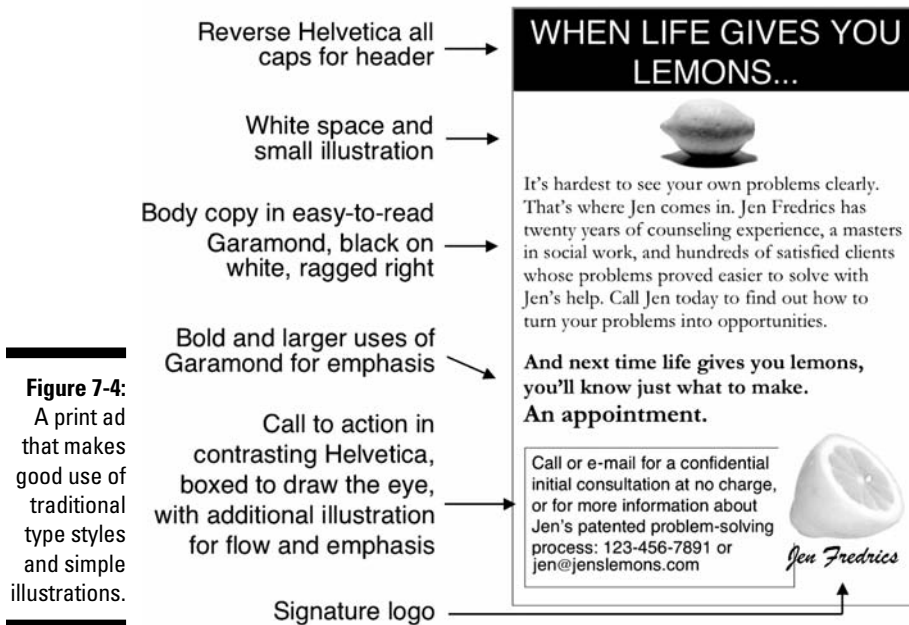 Reverse Helvetica all
caps for header
White space and
small illustration
Body copy in easy-to-read
Garamond, black on
white, ragged right
Bold and larger uses of
Garamond for emphasis
Call to action in
contrasting Helvetica,
boxed to draw the eye,
with additional illustration
for flow and emphasis
Signature logo
Figure 7-4:
A print ad
that makes
good use of
traditional
type styles
and simple
illustrations.
WHEN LIFE GIVES YOU
LEMONS...
It's hardest to see your own problems clearly.
That's where Jen comes in. Jen Fredrics has
twenty years of counseling experience, a masters
in social work, and hundreds of satisfied clients
whose problems proved easier to solve with
Jen's help. Call Jen today to find out how to
turn your problems into opportunities.
And next time life gives you lemons,
you'll know just what to make.
An appointment.
Call or e-mail for a confidential
initial consultation at no charge,
or for more information about
Jen's patented problem-solving
process: 123-456-7891 or
jen@jenslemons.com
Jen Fredrics